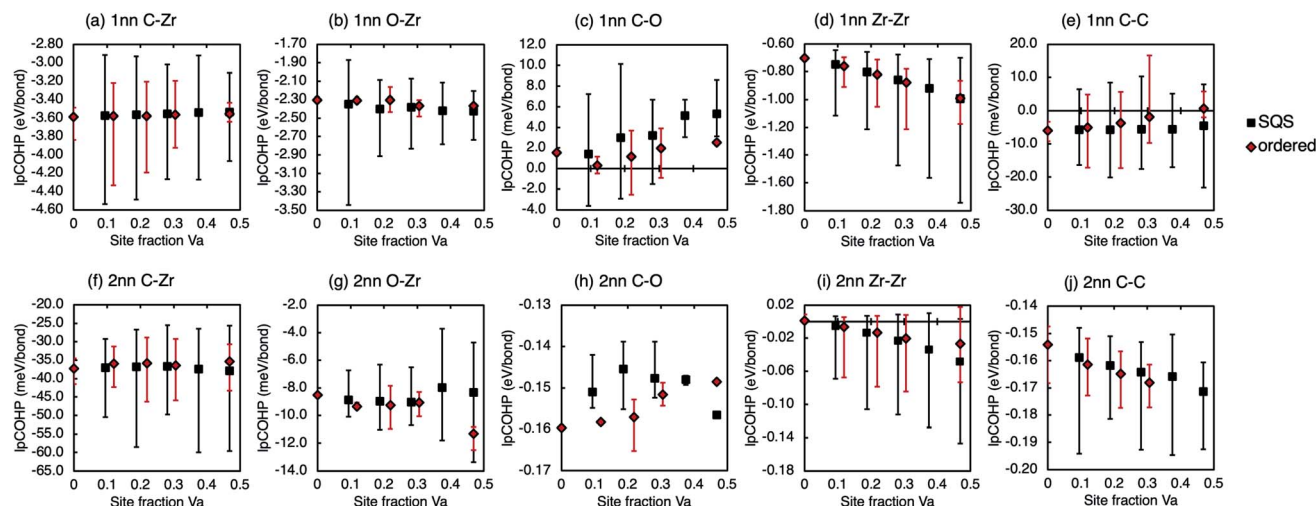 (a) 1nn C-Zr
(b) 1nn O-Zr
(c) 1nn C-O
(d) 1nn Zr-Zr
(e) 1nn C-C
IpCOHP (eV/bond)
-2.80
-3.00
-3.20
-3.40
-3.60
-3.80
-4.00
-4.20
-4.40
-4.60
0 0.1 0.2 0.3 0.4 0.5
Site fraction Va
IpCOHP (eV/bond)
-1.70
-1.90
-2.10
-2.30
-2.50
-2.70
-2.90
-3.10
-3.30
-3.50
0 0.1 0.2 0.3 0.4 0.5
Site fraction Va
IpCOHP (meV/bond)
12.0
10.0
8.0
6.0
4.0
2.0
0.0
-2.0
-4.0
0 0.1 0.2 0.3 0.4 0.5
Site fraction Va
IpCOHP (eV/bond)
-0.60
-0.80
-1.00
-1.20
-1.40
-1.60
-1.80
0 0.1 0.2 0.3 0.4 0.5
Site fraction Va
IpCOHP (meV/bond)
20.0
10.0
0.0
-10.0
-20.0
-30.0
0 0.1 0.2 0.3 0.4 0.5
Site fraction Va
SQS
ordered
(f) 2nn C-Zr
(g) 2nn O-Zr
(h) 2nn C-O
(i) 2nn Zr-Zr
(j) 2nn C-C
IpCOHP (meV/bond)
-20.0
-25.0
-30.0
-35.0
-40.0
-45.0
-50.0
-55.0
-60.0
-65.0
0 0.1 0.2 0.3 0.4 0.5
Site fraction Va
IpCOHP (meV/bond)
-2.0
-4.0
-6.0
-8.0
-10.0
-12.0
-14.0
0 0.1 0.2 0.3 0.4 0.5
Site fraction Va
IpCOHP (eV/bond)
-0.13
-0.14
-0.15
-0.16
-0.17
0 0.1 0.2 0.3 0.4 0.5
Site fraction Va
IpCOHP (eV/bond)
0.02
-0.02
-0.06
-0.10
-0.14
-0.18
0 0.1 0.2 0.3 0.4 0.5
Site fraction Va
IpCOHP (eV/bond)
-0.14
-0.15
-0.16
-0.17
-0.18
-0.19
-0.20
0 0.1 0.2 0.3 0.4 0.5
Site fraction Va